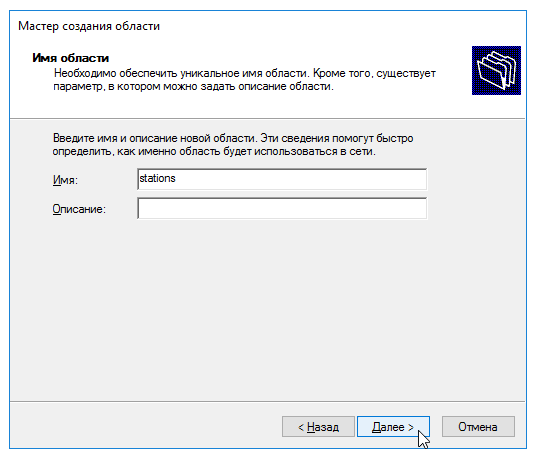 Мастер создания области
Имя области
Необходимо обеспечить уникальное имя области. Кроме того, существует
параметр, в котором можно задать описание области.
Введите имя и описание новой области. Эти сведения помогут быстро
определить, как именно область будет использоваться в сети.
Имя: stations
Описание:
< Назад Далее > Отмена